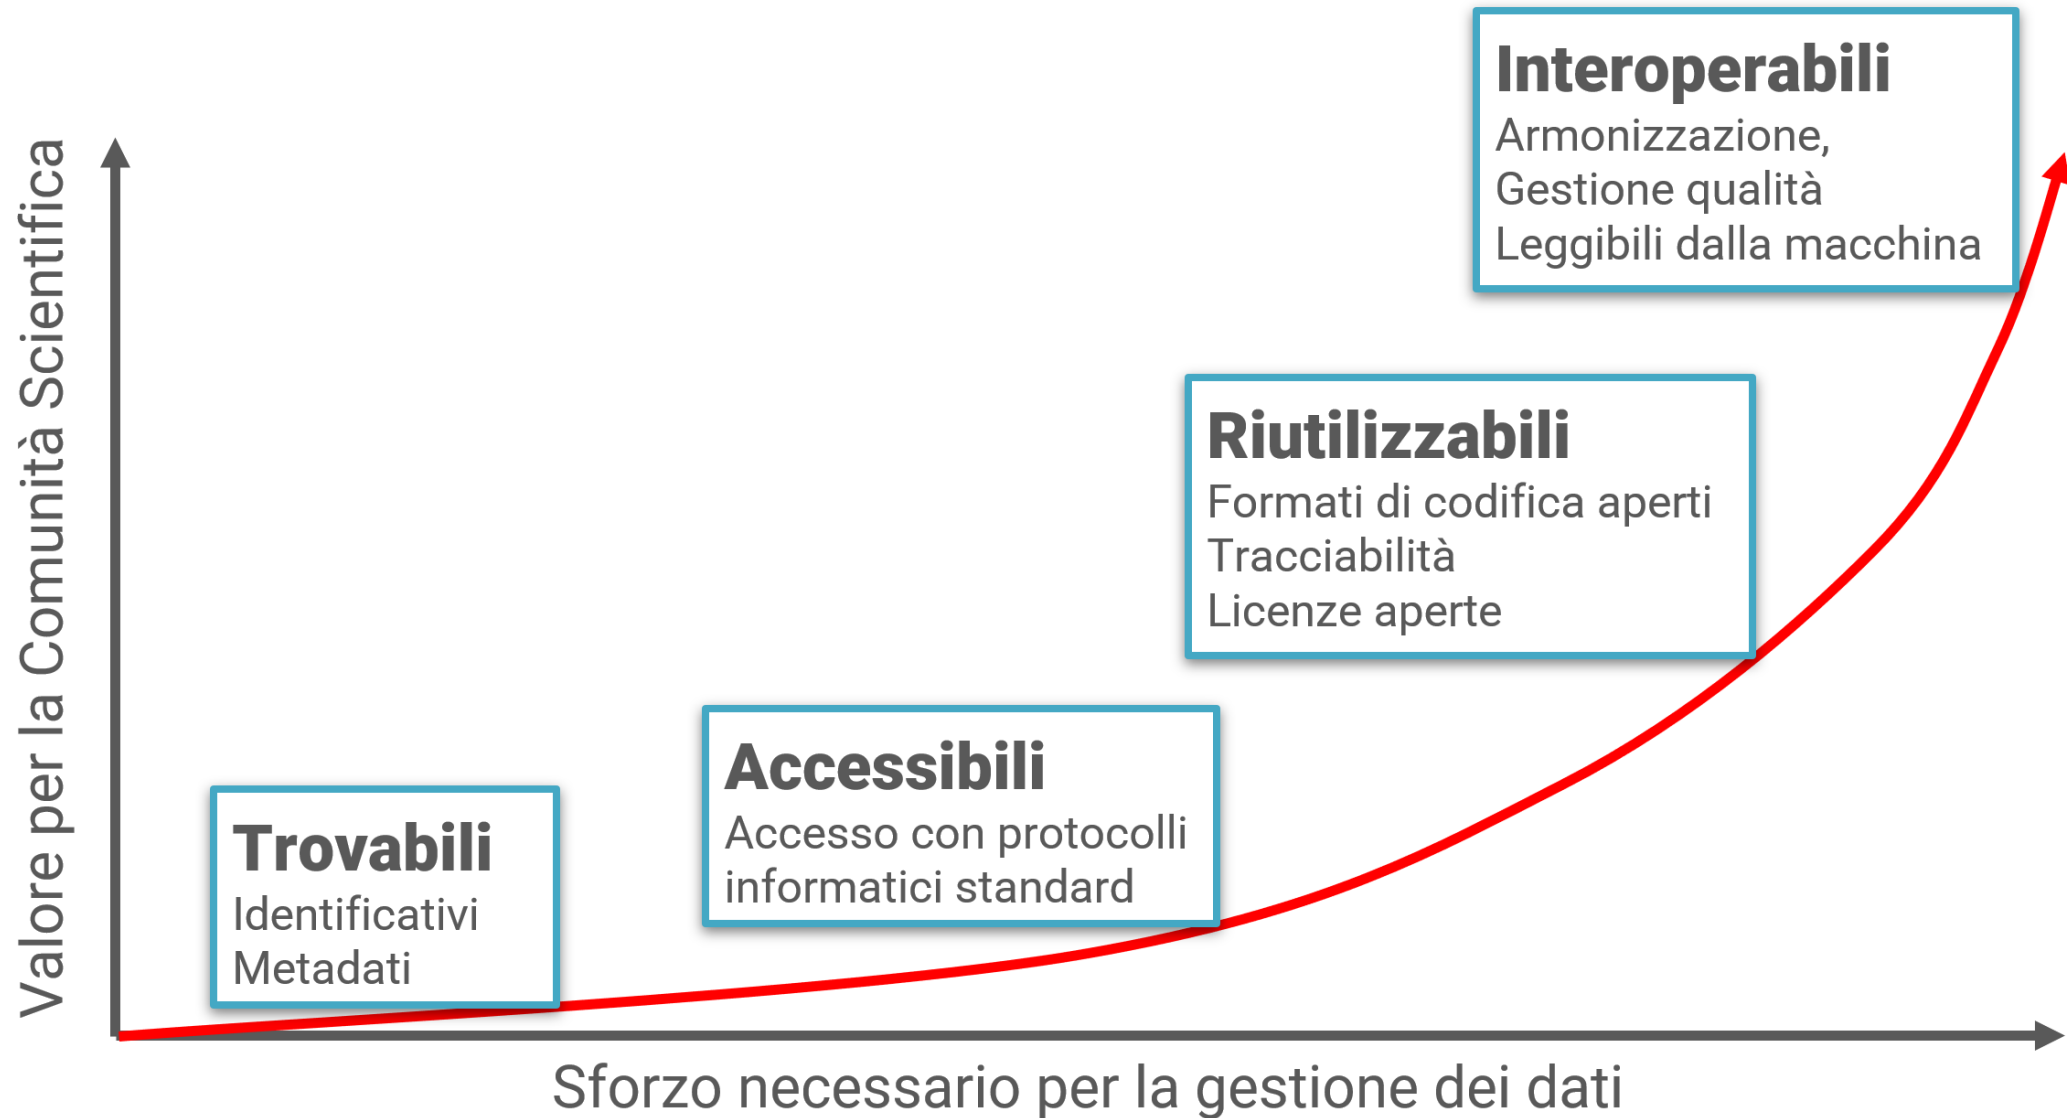 Valore per la Comunità Scientifica
Interoperabili
Armonizzazione,
Gestione qualità
Leggibili dalla macchina
Riutilizzabili
Formati di codifica aperti
Tracciabilità
Licenze aperte
Accessibili
Accesso con protocolli
informatici standard
Trovabili
Identificativi
Metadati
Sforzo necessario per la gestione dei dati